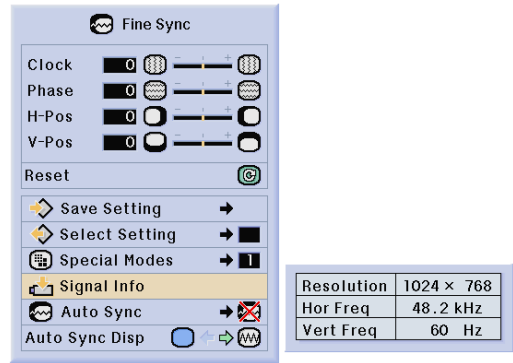 Fine Sync
Clock 0
Phase 0
H-Pos 0
V-Pos 0
Reset
Save Setting
Select Setting
Special Modes 1
Signal Info
Auto Sync
Auto Sync Disp
Resolution 1024 × 768
Hor Freq 48.2 kHz
Vert Freq 60 Hz